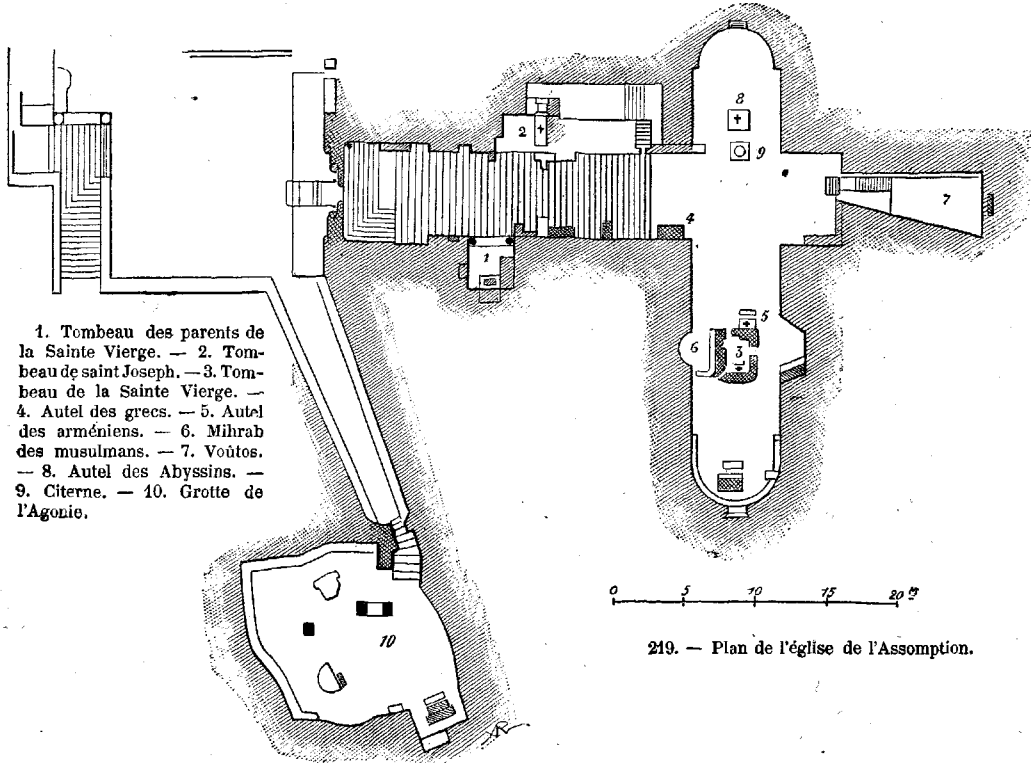 1. Tombeau des parents de
la Sainte Vierge. — 2. Tom-
beau de saint Joseph. — 3. Tom-
beau de la Sainte Vierge. —
4. Autel des grecs. — 5. Autel
des arméniens. — 6. Mihrab
des musulmans. — 7. Voûtos.
— 8. Autel des Abyssins. —
9. Citerne. — 10. Grotte de
l'Agonie.
8
2
9
7
4
1
5
6
3
10
0 5 10 15 20 m
219. — Plan de l'église de l'Assomption.